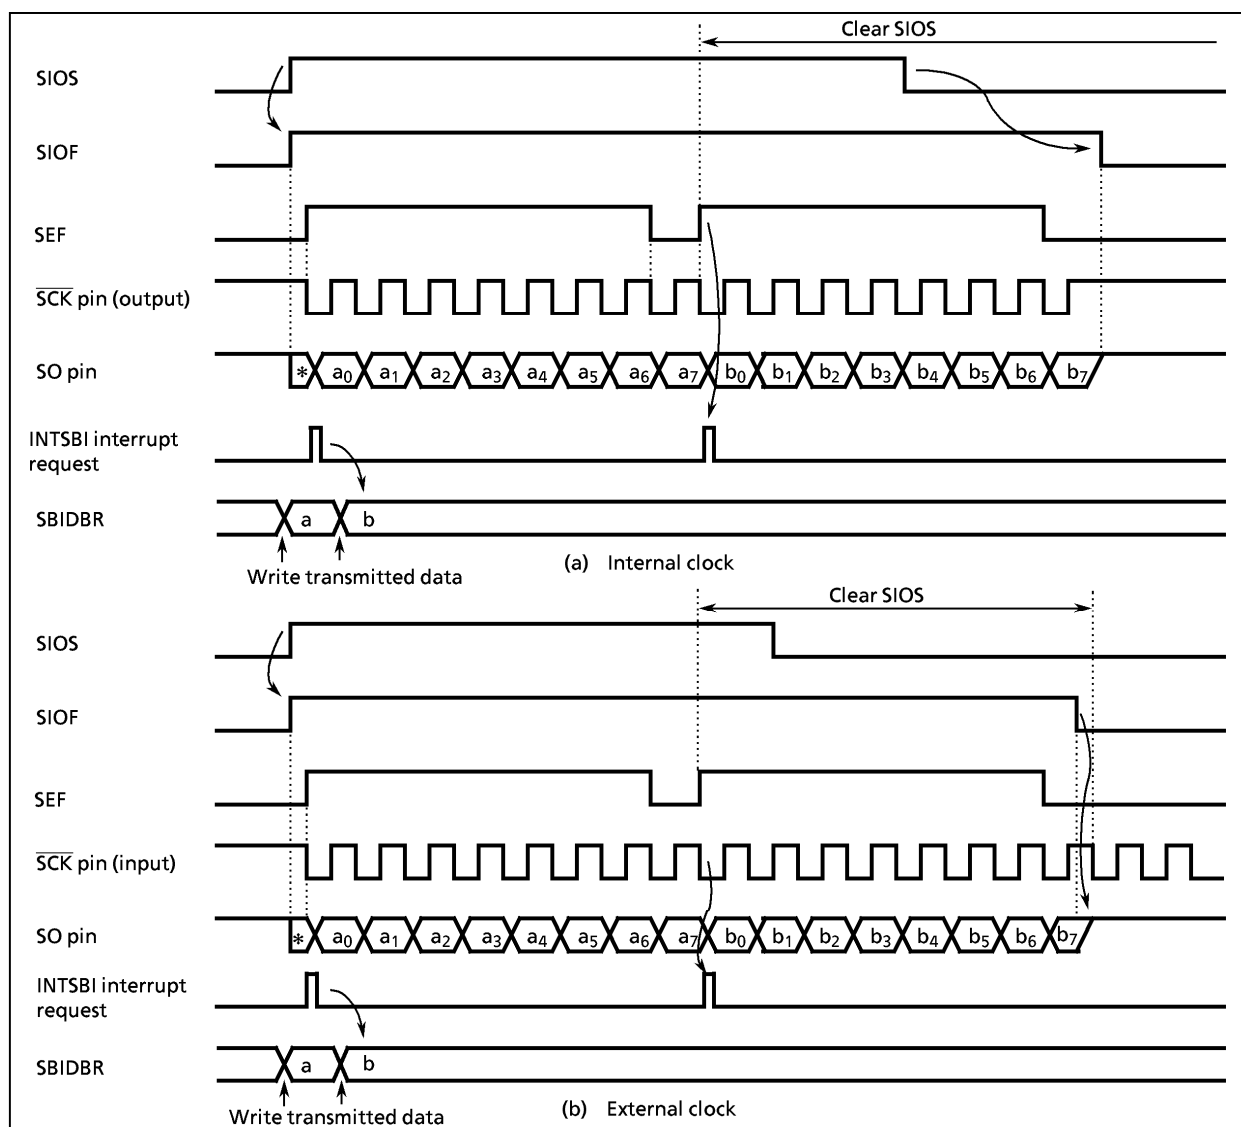 Clear SIOS
SIOS
SIOF
SEF
S̅C̅K̅ pin (output)
SO pin
* a₀ a₁ a₂ a₃ a₄ a₅ a₆ a₇ b₀ b₁ b₂ b₃ b₄ b₅ b₆ b₇
INTSBI interrupt
request
SBIDBR
a b
Write transmitted data
(a) Internal clock
Clear SIOS
SIOS
SIOF
SEF
S̅C̅K̅ pin (input)
SO pin
* a₀ a₁ a₂ a₃ a₄ a₅ a₆ a₇ b₀ b₁ b₂ b₃ b₄ b₅ b₆ b₇
INTSBI interrupt
request
SBIDBR
a b
Write transmitted data
(b) External clock